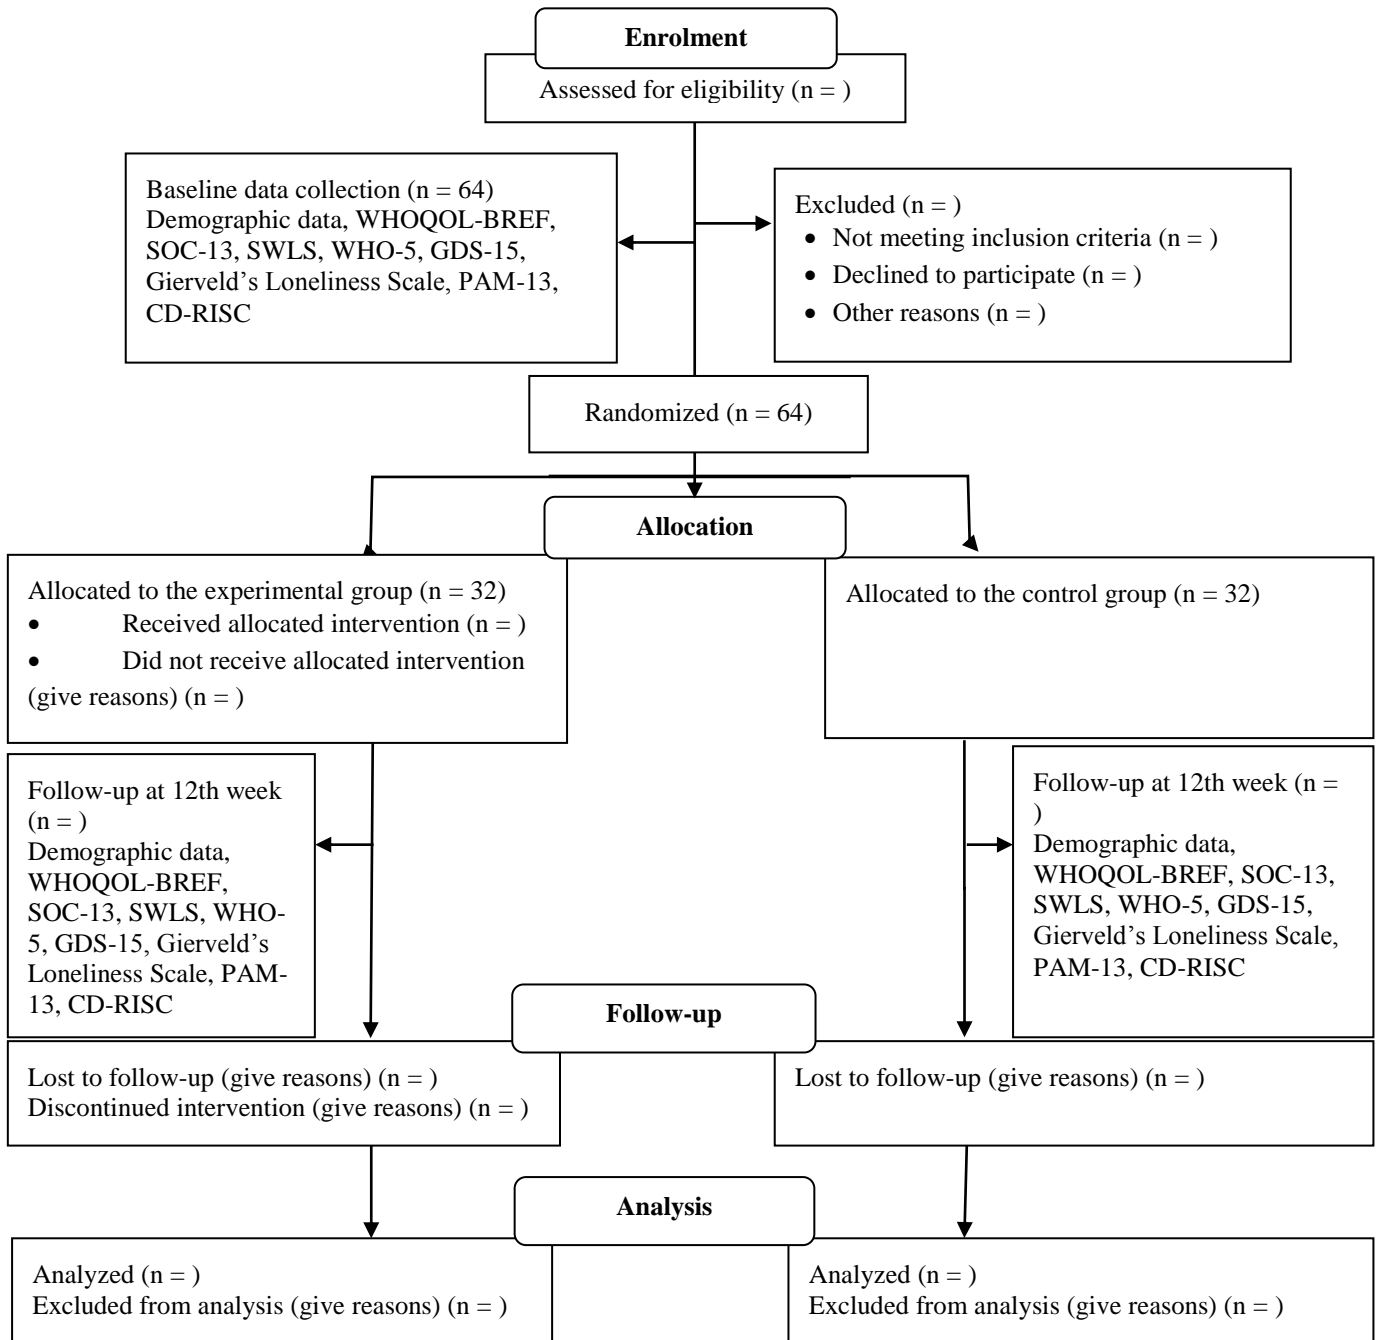 Enrolment
Assessed for eligibility (n = )
Baseline data collection (n = 64)
Demographic data, WHOQOL-BREF,
SOC-13, SWLS, WHO-5, GDS-15,
Gierveld’s Loneliness Scale, PAM-13,
CD-RISC
Excluded (n = )
• Not meeting inclusion criteria (n = )
• Declined to participate (n = )
• Other reasons (n = )
Randomized (n = 64)
Allocation
Allocated to the experimental group (n = 32)
• Received allocated intervention (n = )
• Did not receive allocated intervention
(give reasons) (n = )
Allocated to the control group (n = 32)
Follow-up at 12th week
(n = )
Demographic data,
WHOQOL-BREF,
SOC-13, SWLS, WHO-
5, GDS-15, Gierveld’s
Loneliness Scale, PAM-
13, CD-RISC
Follow-up at 12th week (n =
)
Demographic data,
WHOQOL-BREF, SOC-13,
SWLS, WHO-5, GDS-15,
Gierveld’s Loneliness Scale,
PAM-13, CD-RISC
Follow-up
Lost to follow-up (give reasons) (n = )
Discontinued intervention (give reasons) (n = )
Lost to follow-up (give reasons) (n = )
Analysis
Analyzed (n = )
Excluded from analysis (give reasons) (n = )
Analyzed (n = )
Excluded from analysis (give reasons) (n = )